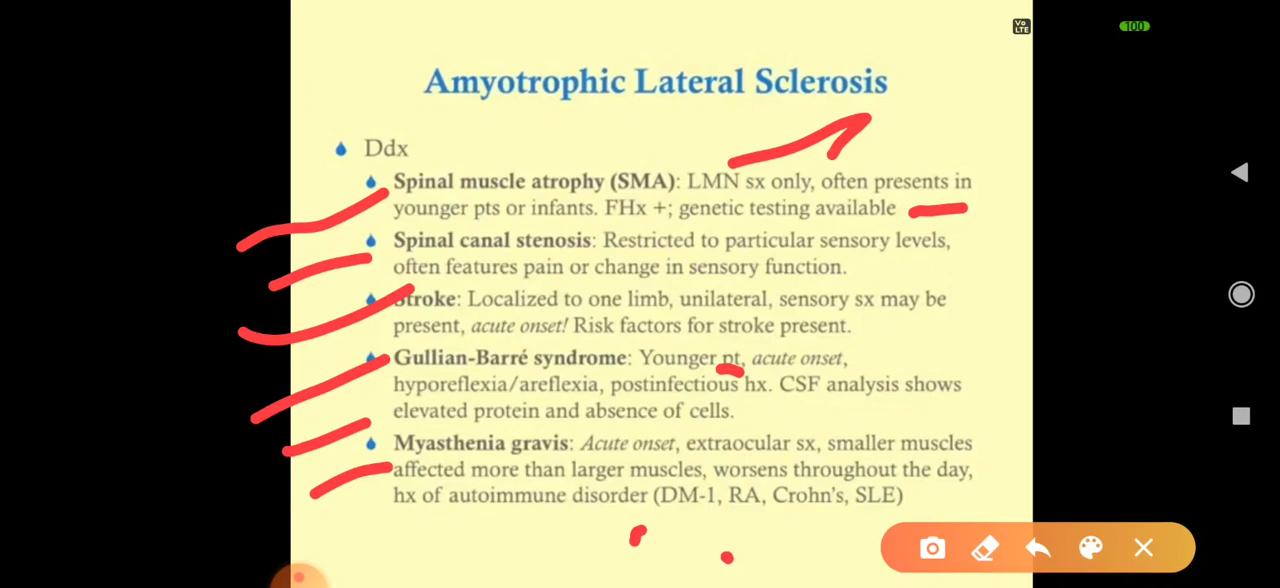 Vo
LTE
100
Amyotrophic Lateral Sclerosis
Ddx
Spinal muscle atrophy (SMA): LMN sx only, often presents in
younger pts or infants. FHx +; genetic testing available
Spinal canal stenosis: Restricted to particular sensory levels,
often features pain or change in sensory function.
Stroke: Localized to one limb, unilateral, sensory sx may be
present, acute onset! Risk factors for stroke present.
Gullian-Barré syndrome: Younger pt, acute onset,
hyporeflexia/areflexia, postinfectious hx. CSF analysis shows
elevated protein and absence of cells.
Myasthenia gravis: Acute onset, extraocular sx, smaller muscles
affected more than larger muscles, worsens throughout the day,
hx of autoimmune disorder (DM-1, RA, Crohn's, SLE)